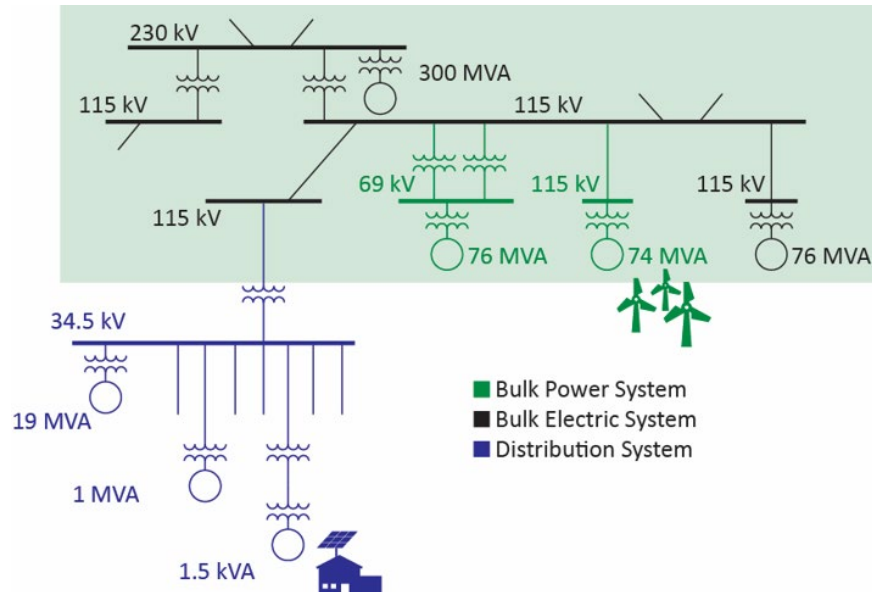 230 kV
300 MVA
115 kV
115 kV
69 kV
115 kV
115 kV
115 kV
76 MVA
74 MVA
76 MVA
34.5 kV
19 MVA
1 MVA
1.5 kVA
Bulk Power System
Bulk Electric System
Distribution System